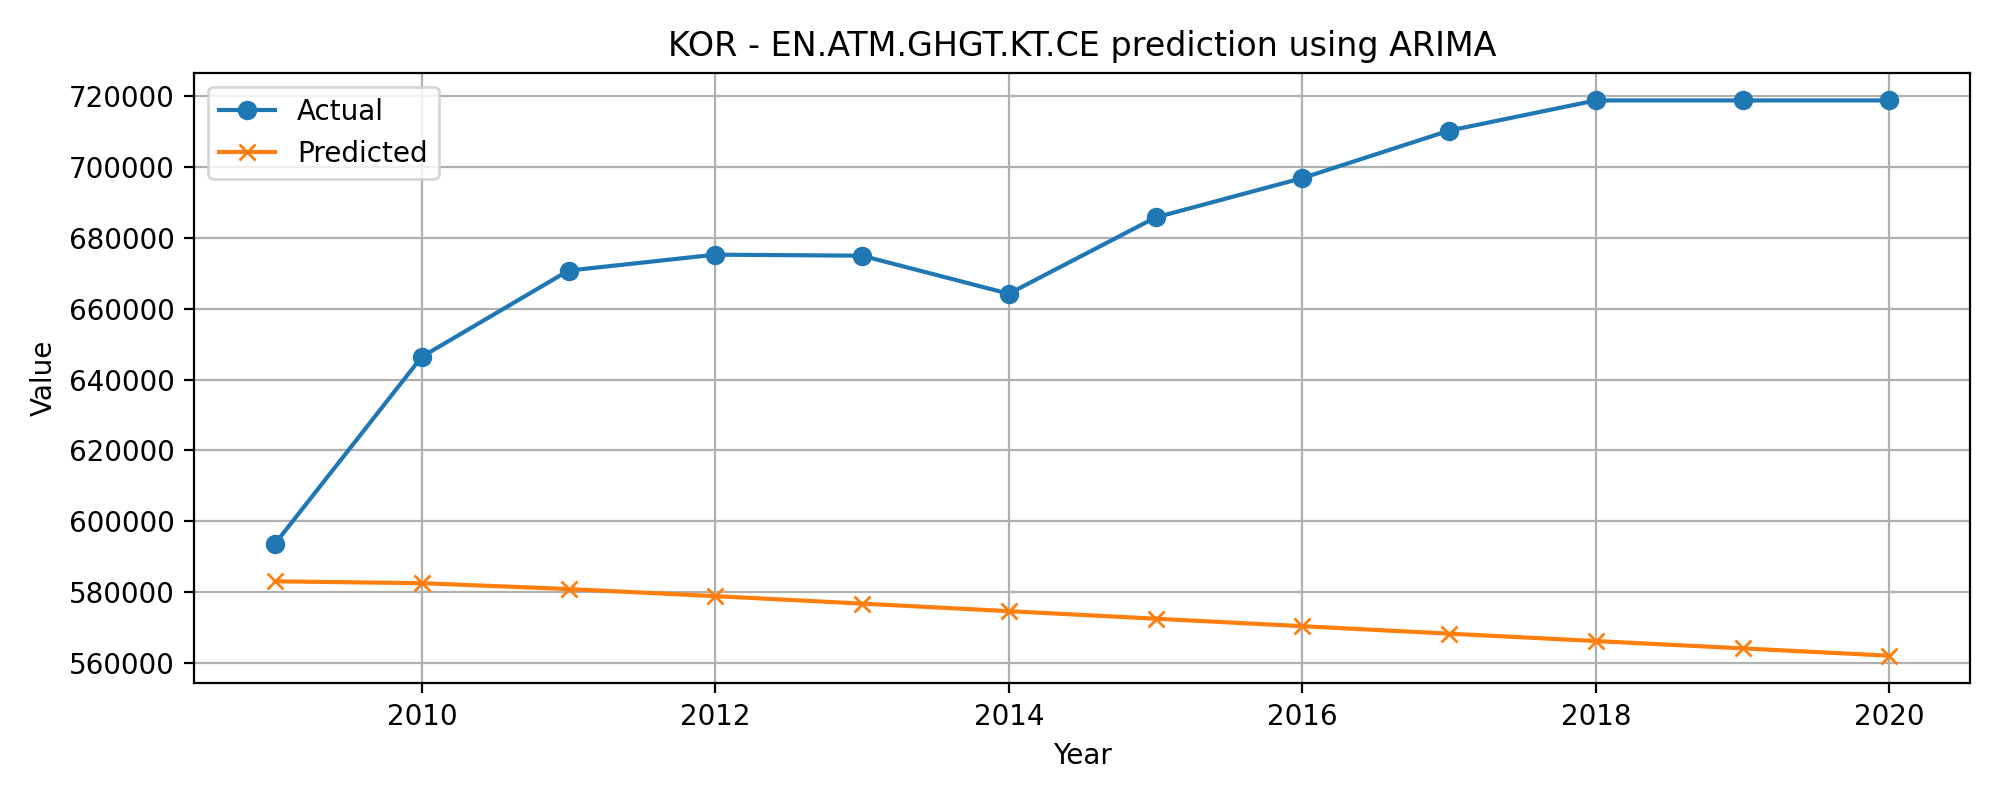 KOR - EN.ATM.GHGT.KT.CE prediction using ARIMA
Actual
Predicted
Value
720000
700000
680000
660000
640000
620000
600000
580000
560000
2010 2012 2014 2016 2018 2020
Year